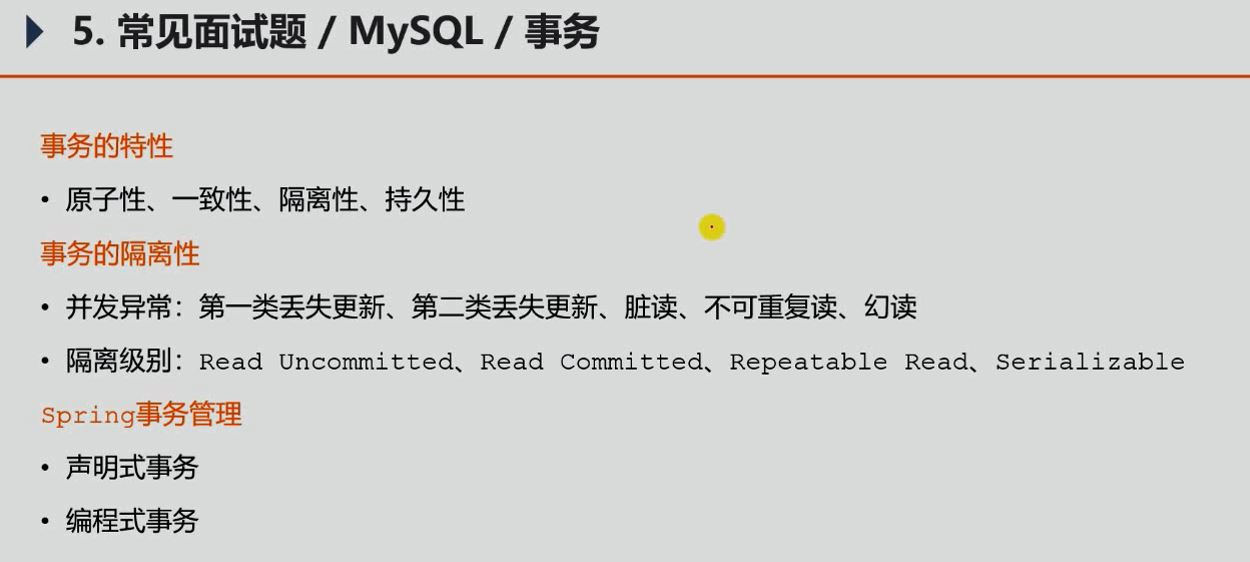 5. 常见面试题 / MySQL / 事务
事务的特性
• 原子性、一致性、隔离性、持久性
事务的隔离性
• 并发异常：第一类丢失更新、第二类丢失更新、脏读、不可重复读、幻读
• 隔离级别：Read Uncommitted、Read Committed、Repeatable Read、Serializable
Spring事务管理
• 声明式事务
• 编程式事务